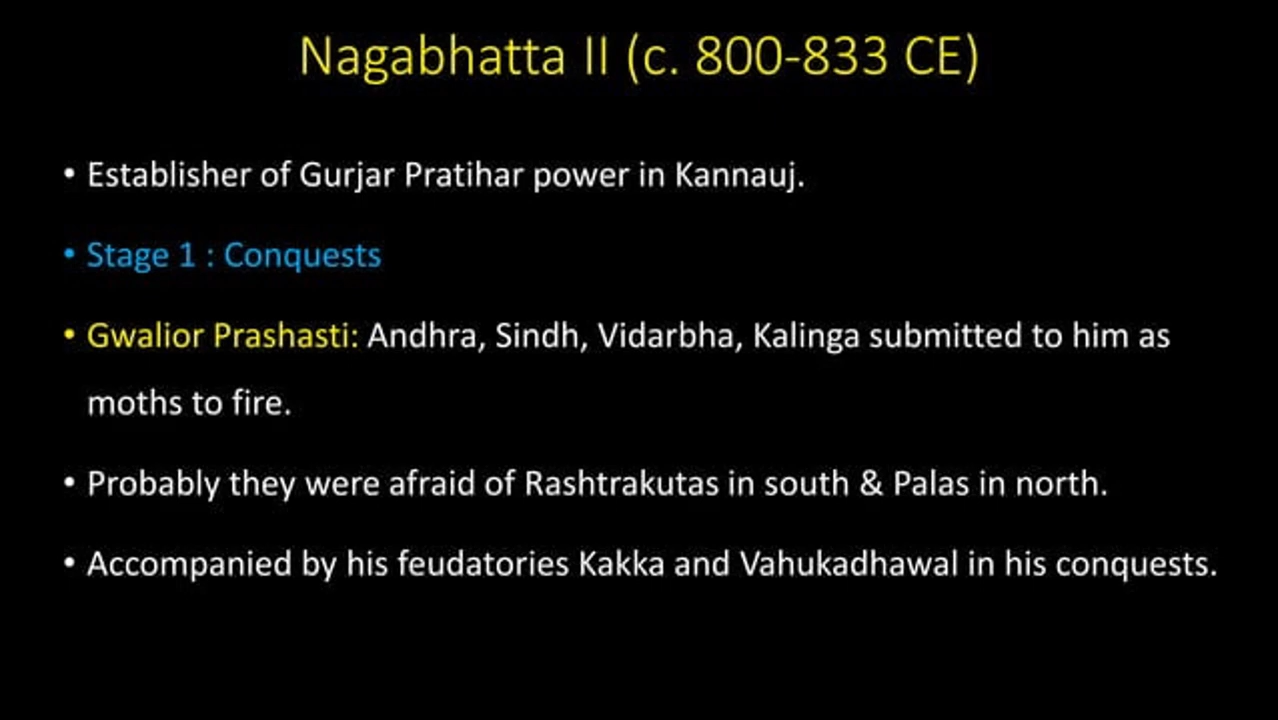 Nagabhatta II (c. 800-833 CE)
• Establisher of Gurjar Pratihar power in Kannauj.
• Stage 1 : Conquests
• Gwalior Prashasti: Andhra, Sindh, Vidarbha, Kalinga submitted to him as
moths to fire.
• Probably they were afraid of Rashtrakutas in south & Palas in north.
• Accompanied by his feudatories Kakka and Vahukadhawal in his conquests.